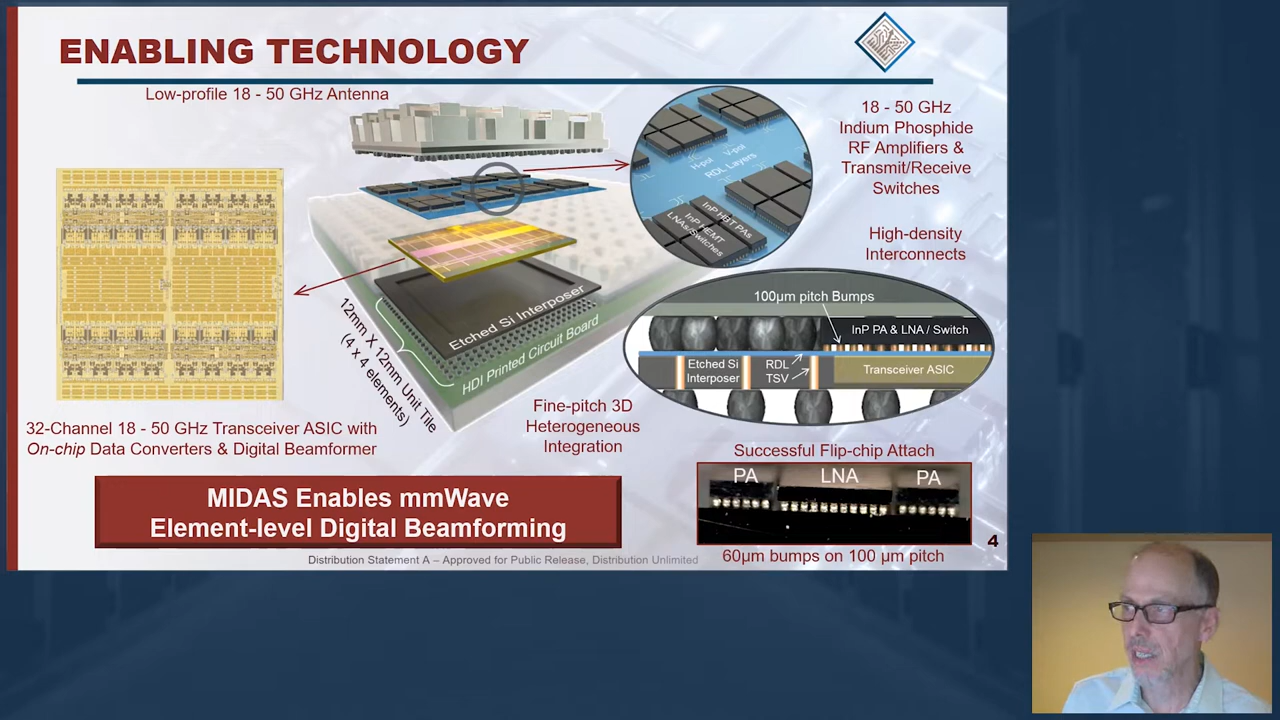 ENABLING TECHNOLOGY
Low-profile 18 - 50 GHz Antenna
H-pol
V-pol
RDL Layers
InP HBT PAs
InP HEMT
LNAs/Switches
18 - 50 GHz
Indium Phosphide
RF Amplifiers &
Transmit/Receive
Switches
High-density
Interconnects
Etched Si Interposer
HDI Printed Circuit Board
12mm X 12mm Unit Tile
(4 x 4 elements)
100µm pitch Bumps
InP PA & LNA / Switch
Etched Si
Interposer
RDL
TSV
Transceiver ASIC
32-Channel 18 - 50 GHz Transceiver ASIC with
On-chip Data Converters & Digital Beamformer
Fine-pitch 3D
Heterogeneous
Integration
Successful Flip-chip Attach
PA LNA PA
60µm bumps on 100 µm pitch
MIDAS Enables mmWave
Element-level Digital Beamforming
Distribution Statement A – Approved for Public Release, Distribution Unlimited
4